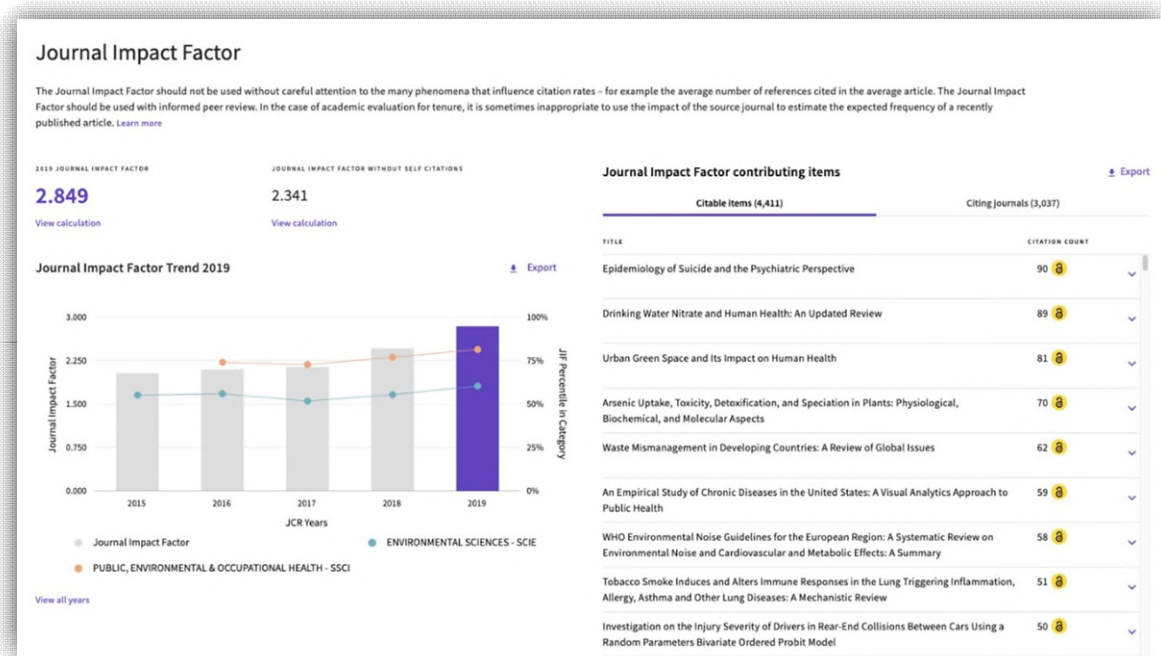 Journal Impact Factor
The Journal Impact Factor should not be used without careful attention to the many phenomena that influence citation rates – for example the average number of references cited in the average article. The Journal Impact
Factor should be used with informed peer review. In the case of academic evaluation for tenure, it is sometimes inappropriate to use the impact of the source journal to estimate the expected frequency of a recently
published article. Learn more
2019 JOURNAL IMPACT FACTOR
2.849
View calculation
JOURNAL IMPACT FACTOR WITHOUT SELF CITATIONS
2.341
View calculation
Journal Impact Factor Trend 2019
Export
3.000
2.250
1.500
0.750
0.000
Journal Impact Factor
100%
75%
50%
25%
0%
JIF Percentile in Category
2015 2016 2017 2018 2019
JCR Years
Journal Impact Factor
ENVIRONMENTAL SCIENCES - SCIE
PUBLIC, ENVIRONMENTAL & OCCUPATIONAL HEALTH - SSCI
View all years
Journal Impact Factor contributing items
Export
Citable items (4,411)
Citing journals (3,037)
TITLE CITATION COUNT
Epidemiology of Suicide and the Psychiatric Perspective 90
Drinking Water Nitrate and Human Health: An Updated Review 89
Urban Green Space and Its Impact on Human Health 81
Arsenic Uptake, Toxicity, Detoxification, and Speciation in Plants: Physiological, 70
Biochemical, and Molecular Aspects
Waste Mismanagement in Developing Countries: A Review of Global Issues 62
An Empirical Study of Chronic Diseases in the United States: A Visual Analytics Approach to 59
Public Health
WHO Environmental Noise Guidelines for the European Region: A Systematic Review on 58
Environmental Noise and Cardiovascular and Metabolic Effects: A Summary
Tobacco Smoke Induces and Alters Immune Responses in the Lung Triggering Inflammation, 51
Allergy, Asthma and Other Lung Diseases: A Mechanistic Review
Investigation on the Injury Severity of Drivers in Rear-End Collisions Between Cars Using a 50
Random Parameters Bivariate Ordered Probit Model